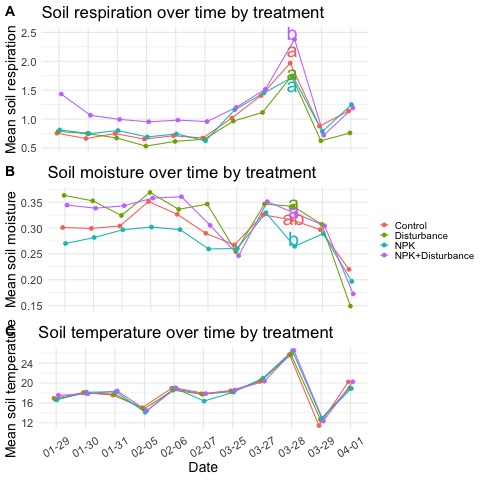 A
Soil respiration over time by treatment
Mean soil respiration
2.5
2.0
1.5
1.0
0.5
b
a
a
a
B
Soil moisture over time by treatment
Mean soil moisture
0.35
0.30
0.25
0.20
0.15
a
a
ab
b
Control
Disturbance
NPK
NPK+Disturbance
C
Soil temperature over time by treatment
Mean soil temperature
24
20
16
12
01-29 01-30 01-31 02-05 02-06 02-07 03-25 03-27 03-28 03-29 04-01
Date